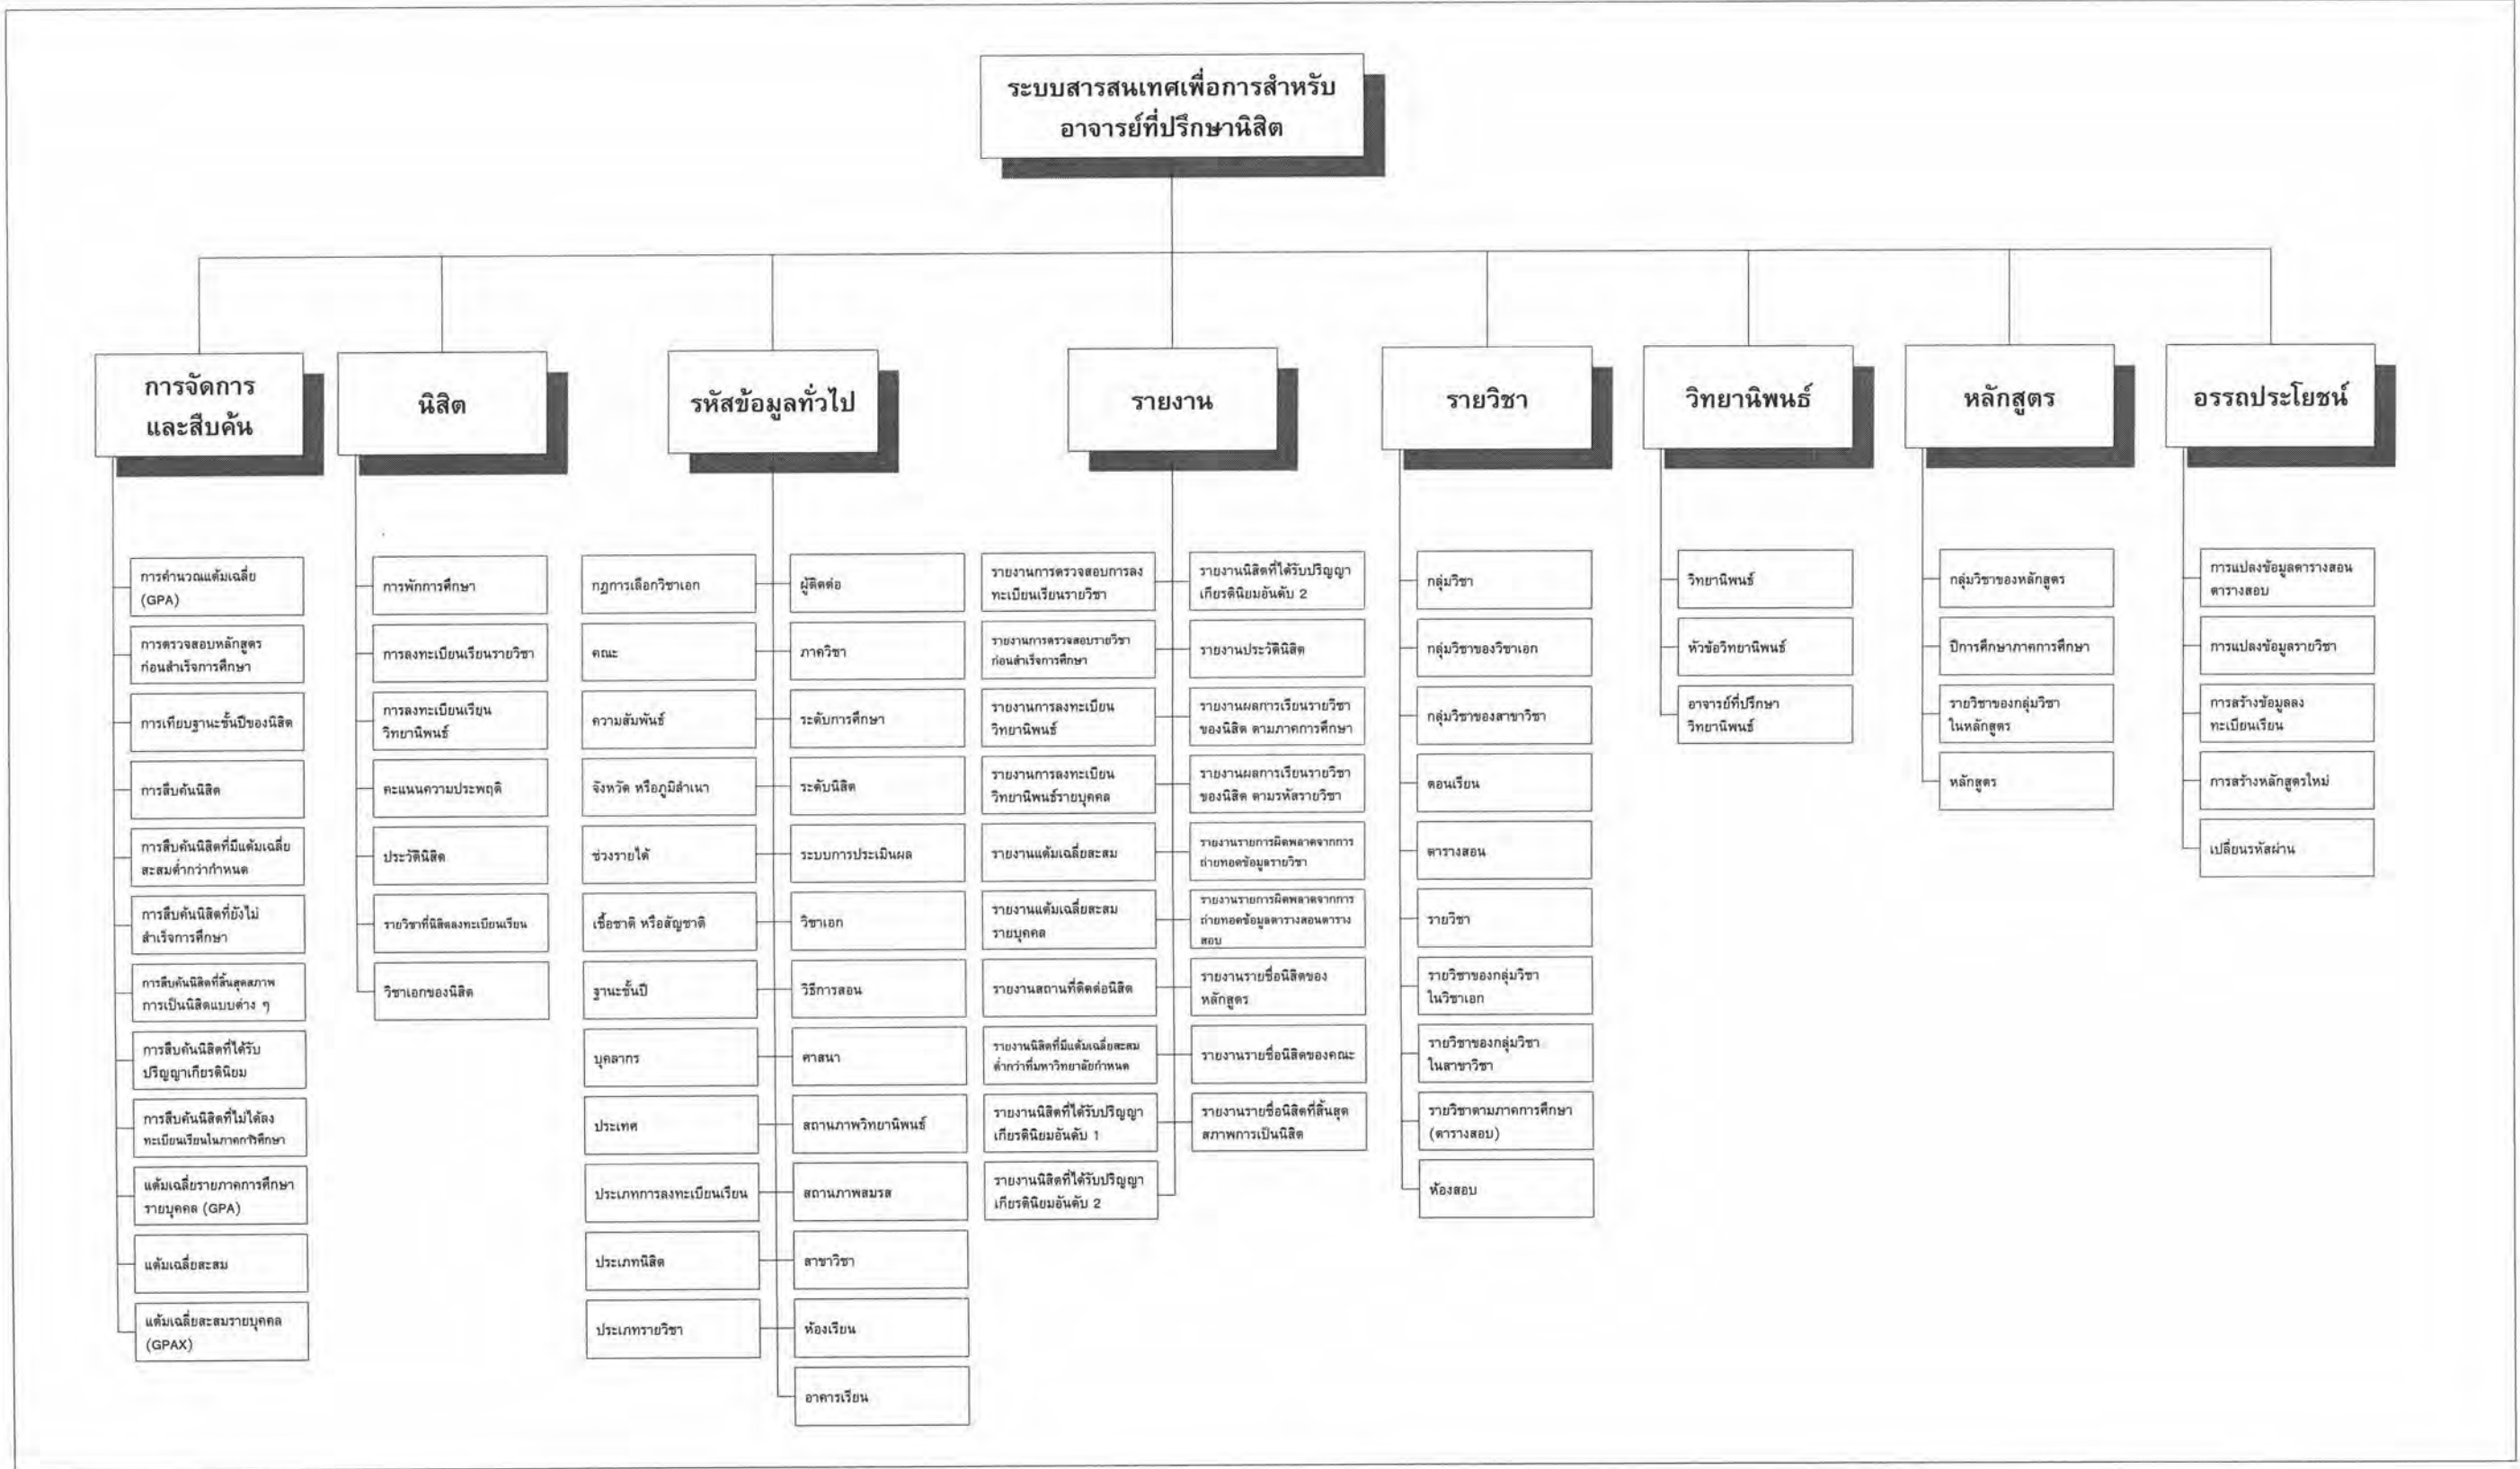 ระบบสารสนเทศเพื่อการสำหรับ
อาจารย์ที่ปรึกษานิสิต
การจัดการ
และสืบค้น
นิสิต
รหัสข้อมูลทั่วไป
รายงาน
รายวิชา
วิทยานิพนธ์
หลักสูตร
อรรถประโยชน์
การคำนวณแต้มเฉลี่ย
(GPA)
การตรวจสอบหลักสูตร
ก่อนสำเร็จการศึกษา
การเทียบฐานะชั้นปีของนิสิต
การสืบค้นนิสิต
การสืบค้นนิสิตที่มีแต้มเฉลี่ย
สะสมต่ำกว่ากำหนด
การสืบค้นนิสิตที่ยังไม่
สำเร็จการศึกษา
การสืบค้นนิสิตที่สิ้นสุดสภาพ
การเป็นนิสิตแบบต่าง ๆ
การสืบค้นนิสิตที่ได้รับ
ปริญญาเกียรตินิยม
การสืบค้นนิสิตที่ไม่ได้ลง
ทะเบียนเรียนในภาคการศึกษา
แต้มเฉลี่ยรายภาคการศึกษา
รายบุคคล (GPA)
แต้มเฉลี่ยสะสม
แต้มเฉลี่ยสะสมรายบุคคล
(GPAX)
การพักการศึกษา
การลงทะเบียนเรียนรายวิชา
การลงทะเบียนเรียน
วิทยานิพนธ์
คะแนนความประพฤติ
ประวัตินิสิต
รายวิชาที่นิสิตลงทะเบียนเรียน
วิชาเอกของนิสิต
กฎการเลือกวิชาเอก
คณะ
ความสัมพันธ์
จังหวัด หรือภูมิลำเนา
ช่วงรายได้
เชื้อชาติ หรือสัญชาติ
ฐานะชั้นปี
บุคลากร
ประเทศ
ประเภทการลงทะเบียนเรียน
ประเภทนิสิต
ประเภทรายวิชา
ผู้ติดต่อ
ภาควิชา
ระดับการศึกษา
ระดับนิสิต
ระบบการประเมินผล
วิชาเอก
วิธีการสอน
ศาสนา
สถานภาพวิทยานิพนธ์
สถานภาพสมรส
สาขาวิชา
ห้องเรียน
อาคารเรียน
รายงานการตรวจสอบการลง
ทะเบียนเรียนรายวิชา
รายงานการตรวจสอบรายวิชา
ก่อนสำเร็จการศึกษา
รายงานการลงทะเบียน
วิทยานิพนธ์
รายงานการลงทะเบียน
วิทยานิพนธ์รายบุคคล
รายงานแต้มเฉลี่ยสะสม
รายงานแต้มเฉลี่ยสะสม
รายบุคคล
รายงานสถานที่ติดต่อนิสิต
รายงานนิสิตที่มีแต้มเฉลี่ยสะสม
ต่ำกว่าที่มหาวิทยาลัยกำหนด
รายงานนิสิตที่ได้รับปริญญา
เกียรตินิยมอันดับ 1
รายงานนิสิตที่ได้รับปริญญา
เกียรตินิยมอันดับ 2
รายงานนิสิตที่ได้รับปริญญา
เกียรตินิยมอันดับ 2
รายงานประวัตินิสิต
รายงานผลการเรียนรายวิชา
ของนิสิต ตามภาคการศึกษา
รายงานผลการเรียนรายวิชา
ของนิสิต ตามรหัสรายวิชา
รายงานรายการผิดพลาดจากการ
ถ่ายทอดข้อมูลรายวิชา
รายงานรายการผิดพลาดจากการ
ถ่ายทอดข้อมูลตารางสอนตาราง
สอบ
รายงานรายชื่อนิสิตของ
หลักสูตร
รายงานรายชื่อนิสิตของคณะ
รายงานรายชื่อนิสิตที่สิ้นสุด
สภาพการเป็นนิสิต
กลุ่มวิชา
กลุ่มวิชาของวิชาเอก
กลุ่มวิชาของสาขาวิชา
ตอนเรียน
ตารางสอน
รายวิชา
รายวิชาของกลุ่มวิชา
ในวิชาเอก
รายวิชาของกลุ่มวิชา
ในสาขาวิชา
รายวิชาตามภาคการศึกษา
(ตารางสอบ)
ห้องสอบ
วิทยานิพนธ์
หัวข้อวิทยานิพนธ์
อาจารย์ที่ปรึกษา
วิทยานิพนธ์
กลุ่มวิชาของหลักสูตร
ปีการศึกษาภาคการศึกษา
รายวิชาของกลุ่มวิชา
ในหลักสูตร
หลักสูตร
การแปลงข้อมูลตารางสอน
ตารางสอบ
การแปลงข้อมูลรายวิชา
การสร้างข้อมูลลง
ทะเบียนเรียน
การสร้างหลักสูตรใหม่
เปลี่ยนรหัสผ่าน